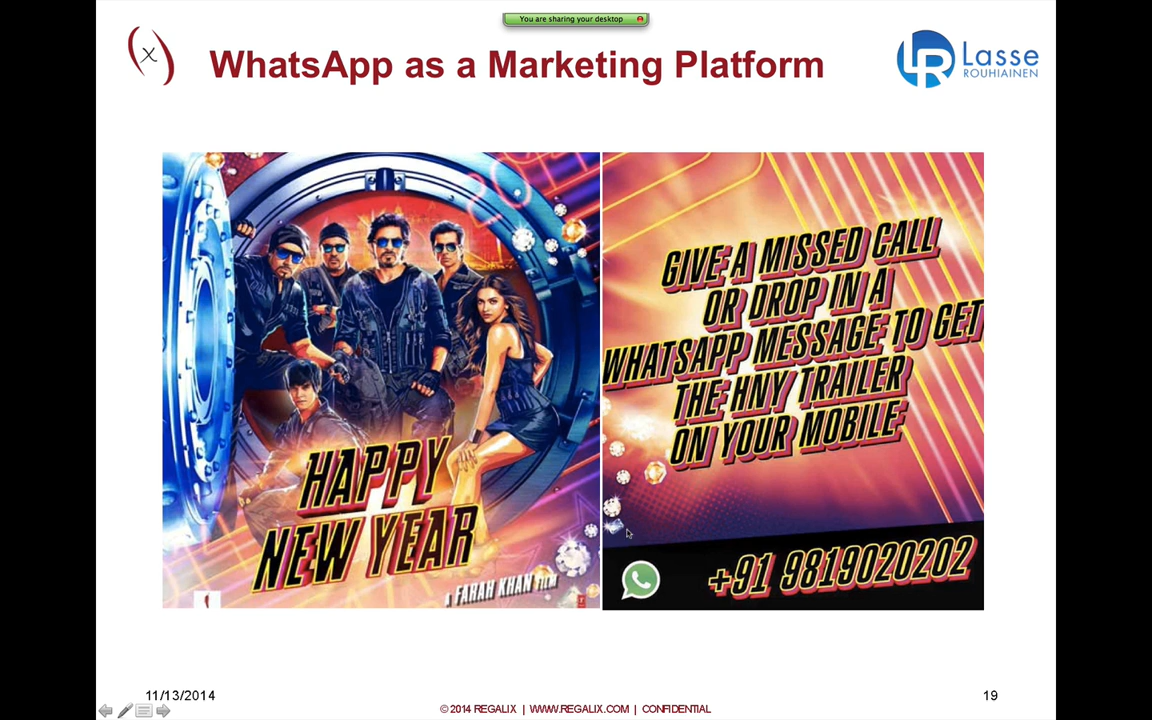 You are sharing your desktop
(x)
WhatsApp as a Marketing Platform
LR
Lasse
ROUHIAINEN
HAPPY
NEW YEAR
A FARAH KHAN FILM
GIVE A MISSED CALL
OR DROP IN A
WHATSAPP MESSAGE TO GET
THE HNY TRAILER
ON YOUR MOBILE
+91 9819020202
11/13/2014
© 2014 REGALIX | WWW.REGALIX.COM | CONFIDENTIAL
19